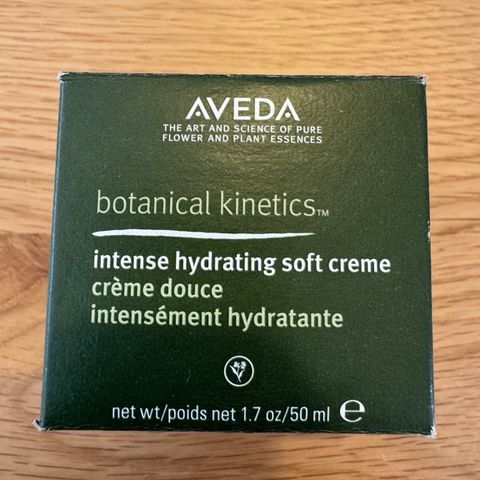 AVEDA
THE ART AND SCIENCE OF PURE
FLOWER AND PLANT ESSENCES
botanical kinetics™
intense hydrating soft creme
crème douce
intensément hydratante
net wt/poids net 1.7 oz/50 ml ℮